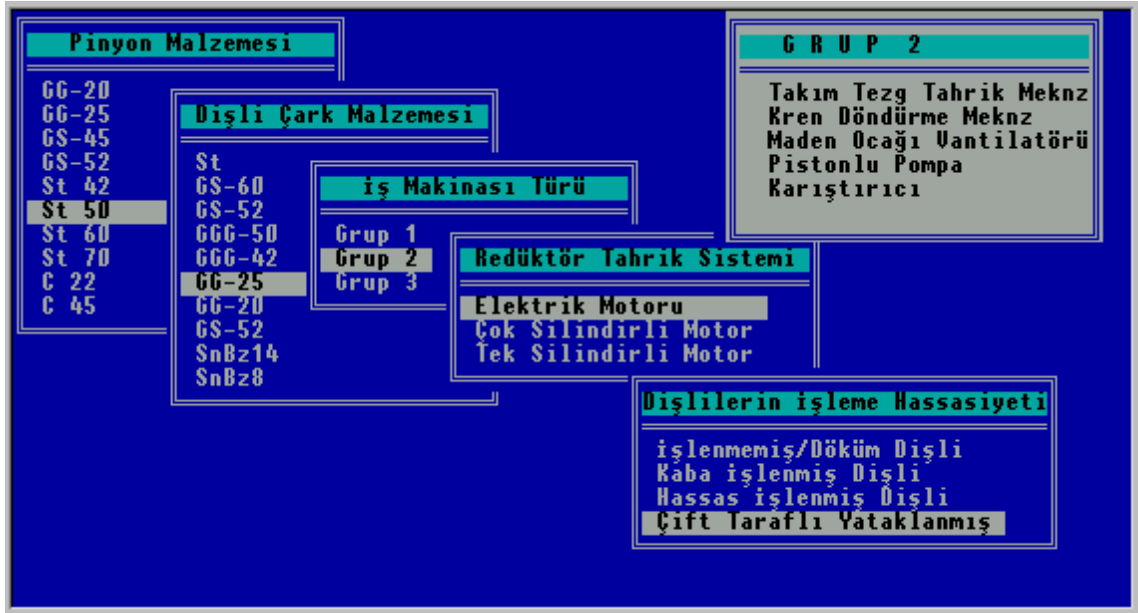 Pinyon Malzemesi
GG-20
GG-25
GS-45
GS-52
St 42
St 50
St 60
St 70
C 22
C 45
Dişli Çark Malzemesi
St
GS-60
GS-52
GGG-50
GGG-42
GG-25
GG-20
GS-52
SnBz14
SnBz8
iş Makinası Türü
Grup 1
Grup 2
Grup 3
Redüktör Tahrik Sistemi
Elektrik Motoru
Çok Silindirli Motor
Tek Silindirli Motor
Dişlilerin işleme Hassasiyeti
işlenmemiş/Döküm Dişli
Kaba işlenmiş Dişli
Hassas işlenmiş Dişli
Çift Taraflı Yataklanmış
G R U P 2
Takım Tezg Tahrik Meknz
Kren Döndürme Meknz
Maden Ocağı Vantilatörü
Pistonlu Pompa
Karıştırıcı